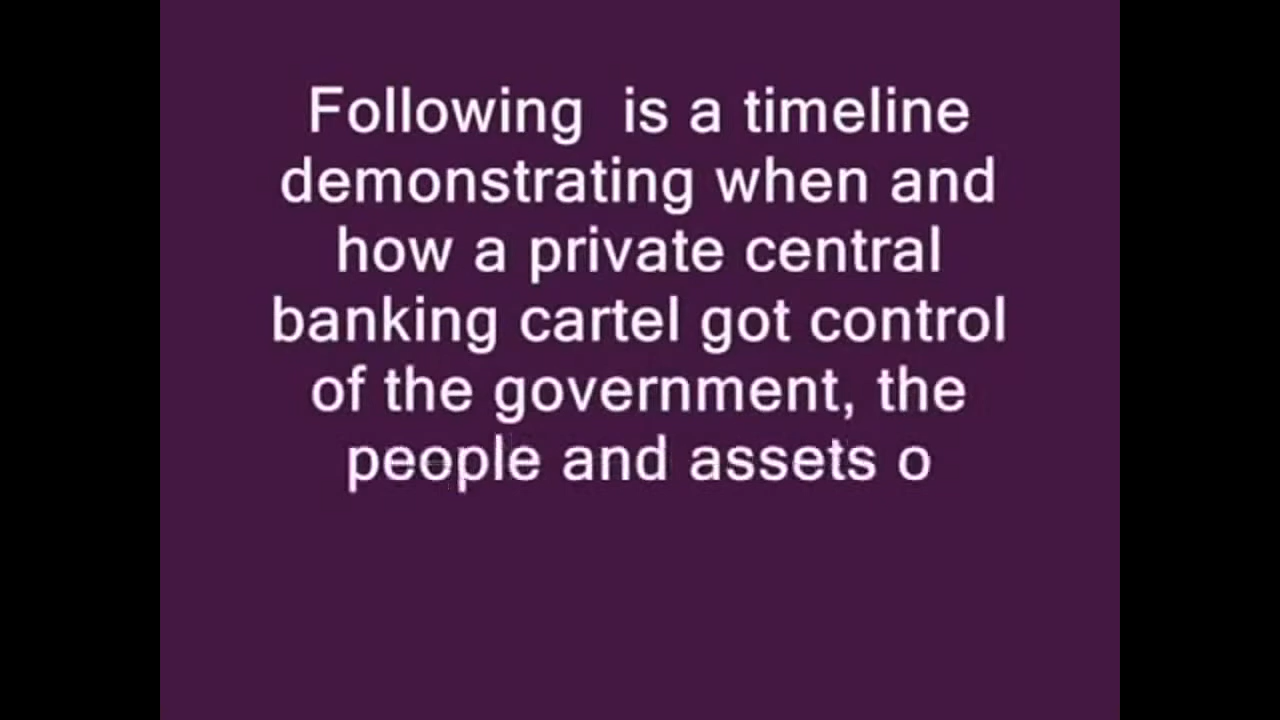 Following  is a timeline
demonstrating when and
how a private central
banking cartel got control
of the government, the
people and assets o